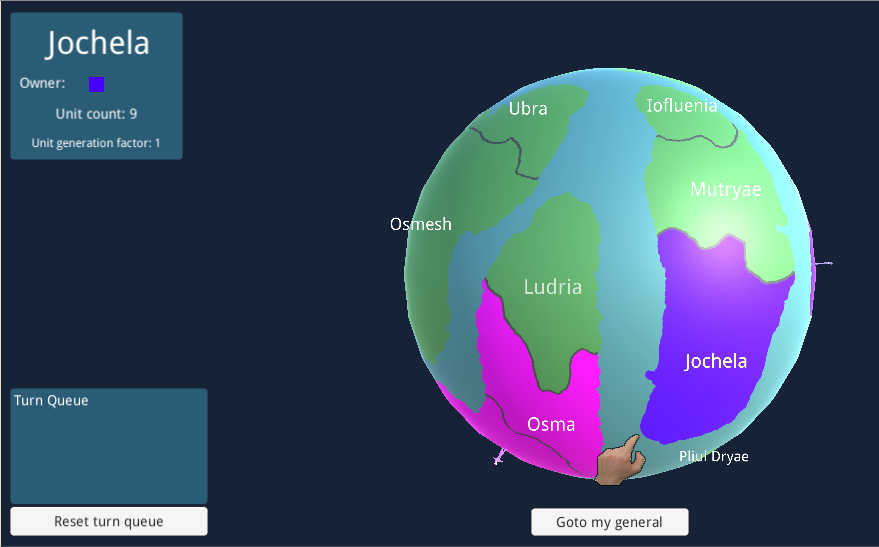 Jochela
Owner:
Unit count: 9
Unit generation factor: 1
Ubra
Iofluenia
Mutryae
Osmesh
Ludria
Jochela
Osma
Pliul Dryae
Turn Queue
Reset turn queue
Goto my general